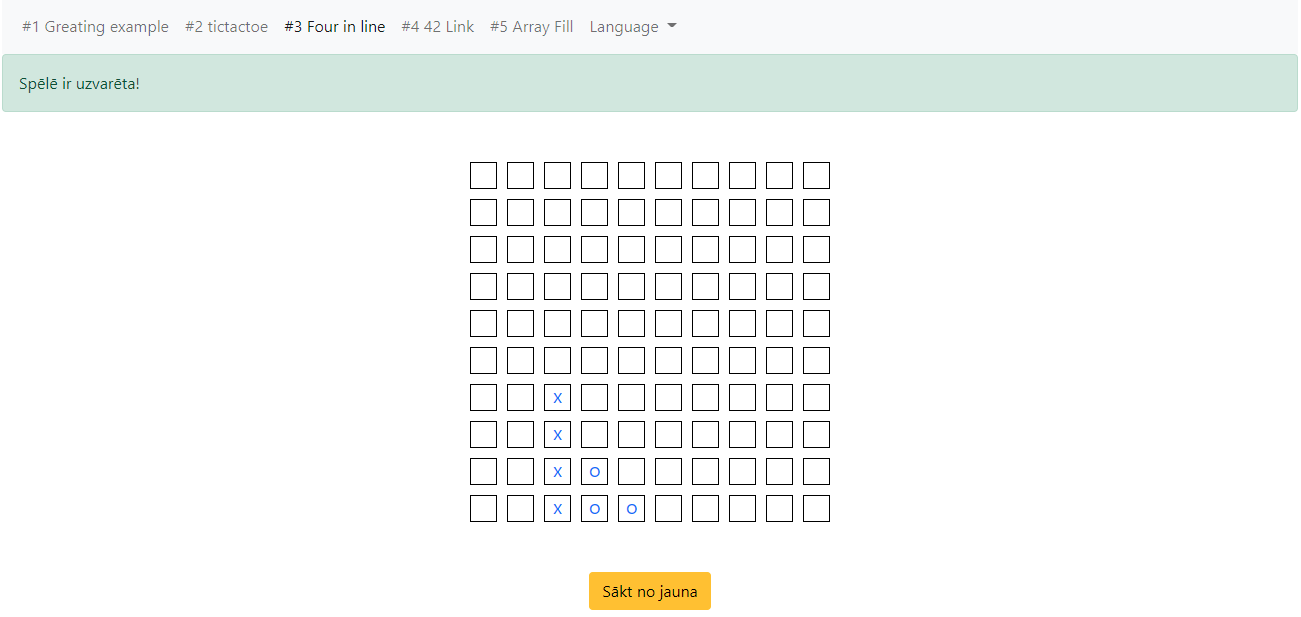 #1 Greating example #2 tictactoe #3 Four in line #4 42 Link #5 Array Fill Language
Spēlē ir uzvarēta!
x
x
x o
x o o
Sākt no jauna